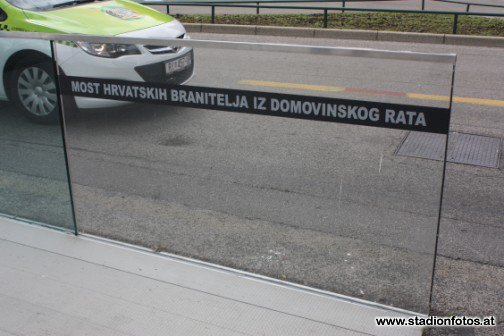 MOST HRVATSKIH BRANITELJA IZ DOMOVINSKOG RATA
www.stadionfotos.at